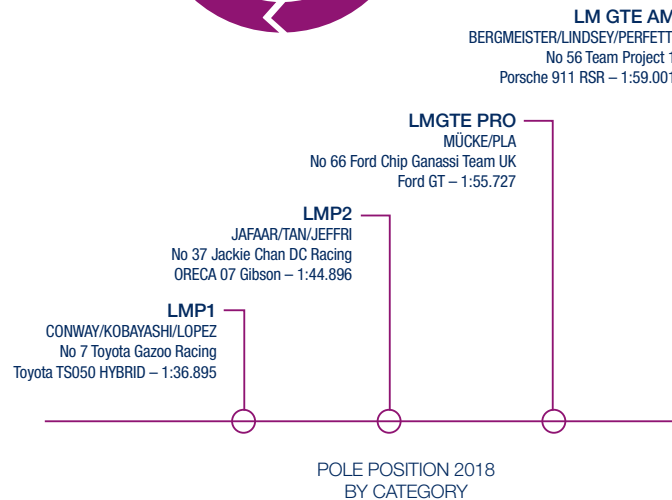 LM GTE AM
BERGMEISTER/LINDSEY/PERFETT
No 56 Team Project 1
Porsche 911 RSR – 1:59.001
LMGTE PRO
MÜCKE/PLA
No 66 Ford Chip Ganassi Team UK
Ford GT – 1:55.727
LMP2
JAFAAR/TAN/JEFFRI
No 37 Jackie Chan DC Racing
ORECA 07 Gibson – 1:44.896
LMP1
CONWAY/KOBAYASHI/LOPEZ
No 7 Toyota Gazoo Racing
Toyota TS050 HYBRID – 1:36.895
POLE POSITION 2018
BY CATEGORY